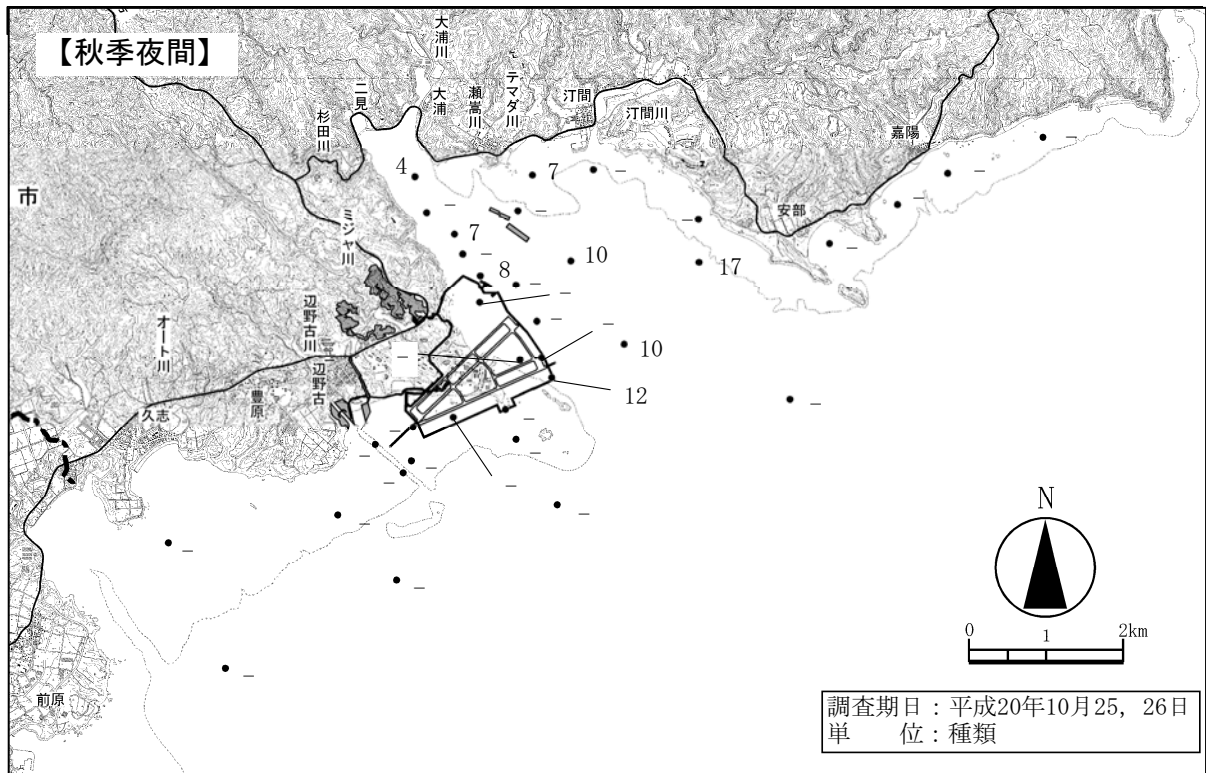 【秋季夜間】
大浦川
二見
大浦
瀬嵩川
テマダ川
汀間
汀間川
嘉陽
杉田川
市
ミジャ川
安部
辺野古川
辺野古
オート川
豊原
久志
前原
4
7
－
－
－
－
－
－
－
7
－
10
17
－
8
－
－
－
－
－
10
12
－
－
－
－
－
－
－
－
－
－
－
－
－
N
0 1 2km
調査期日：平成20年10月25，26日
単　　位：種類